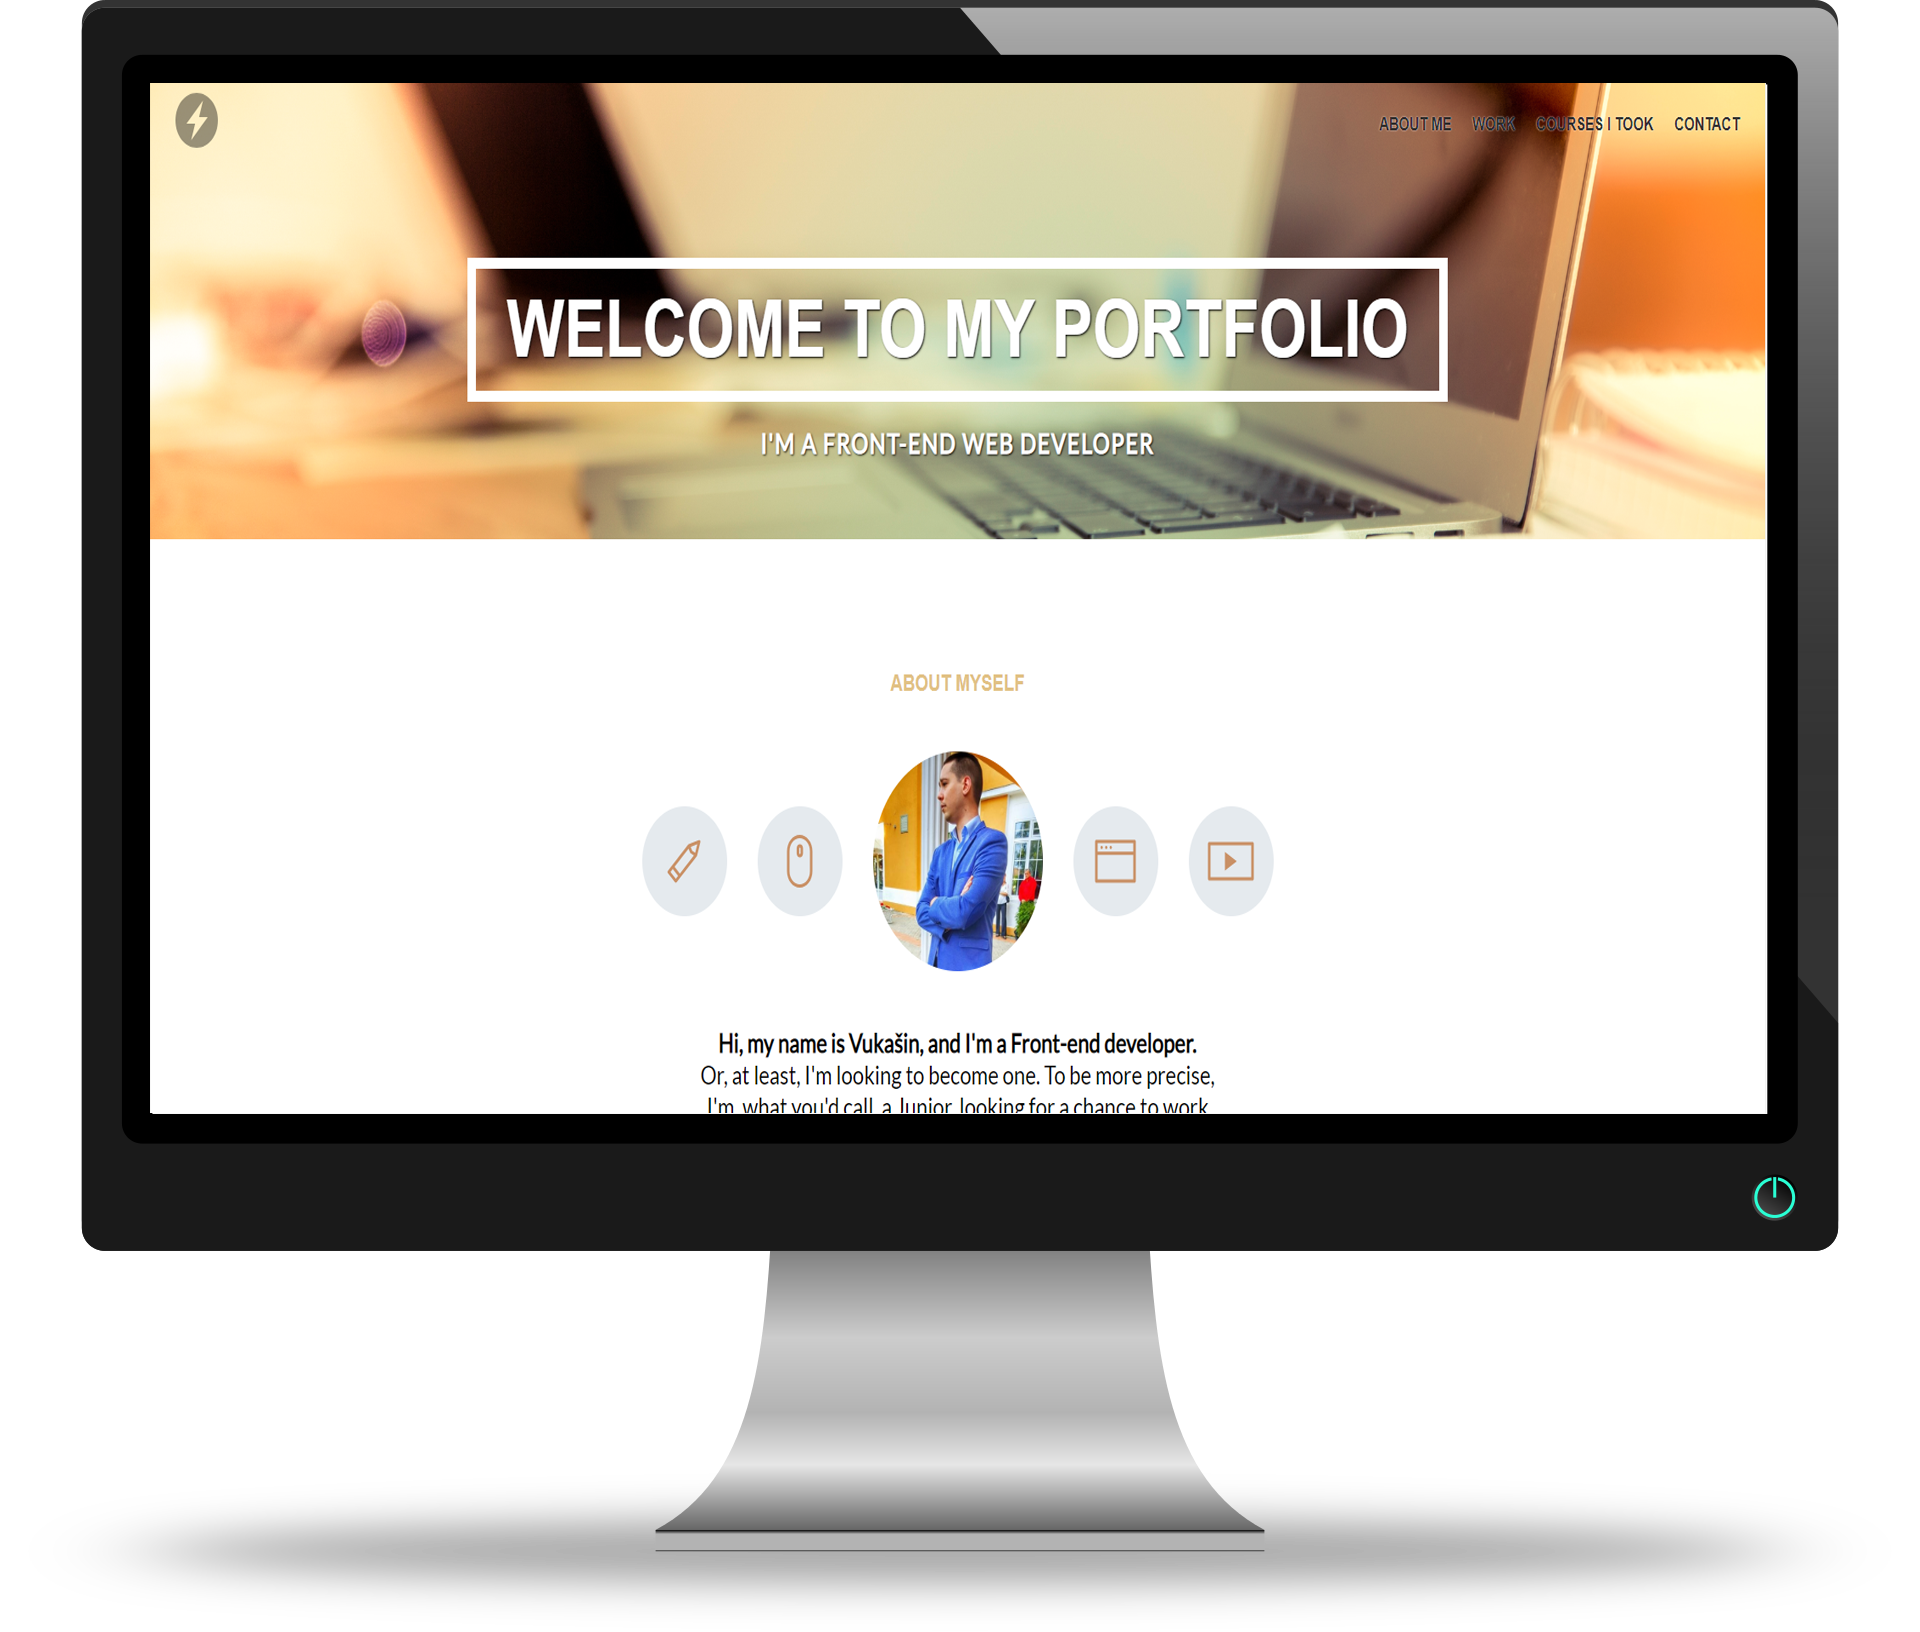 ABOUT ME WORK COURSES I TOOK CONTACT
WELCOME TO MY PORTFOLIO
I'M A FRONT-END WEB DEVELOPER
ABOUT MYSELF
Hi, my name is Vukašin, and I'm a Front-end developer.
Or, at least, I'm looking to become one. To be more precise,
I'm, what you'd call, a Junior, looking for a chance to work